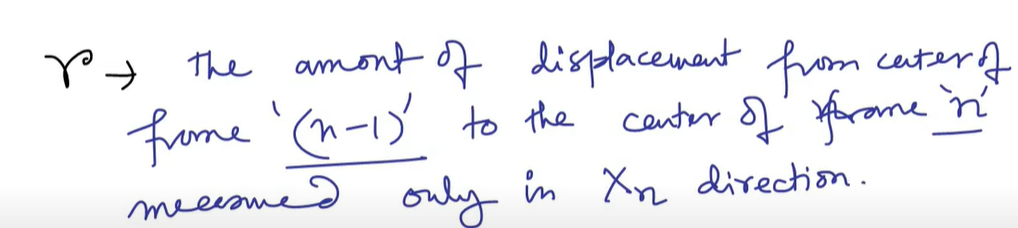 r → the amont of displacement from center of
frame '(n-1)' to the center of frame 'n'
measured only in Xn direction.